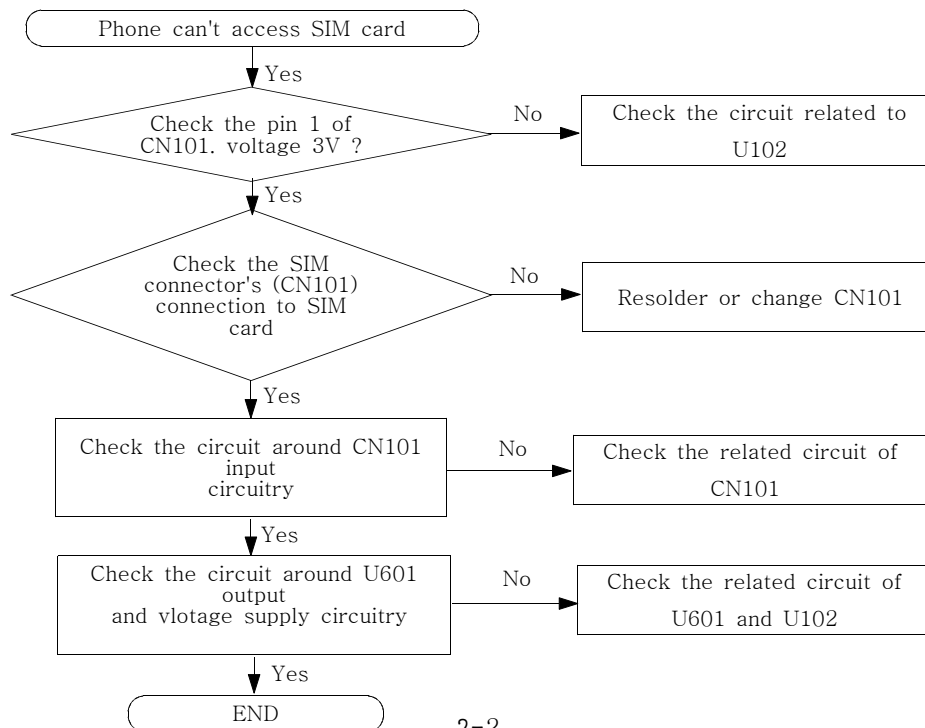 Phone can't access SIM card
Yes
Check the pin 1 of
CN101. voltage 3V ?
No
Check the circuit related to
U102
Yes
Check the SIM
connector's (CN101)
connection to SIM
card
No
Resolder or change CN101
Yes
Check the circuit around CN101
input
circuitry
No
Check the related circuit of
CN101
Yes
Check the circuit around U601
output
and vlotage supply circuitry
No
Check the related circuit of
U601 and U102
Yes
END